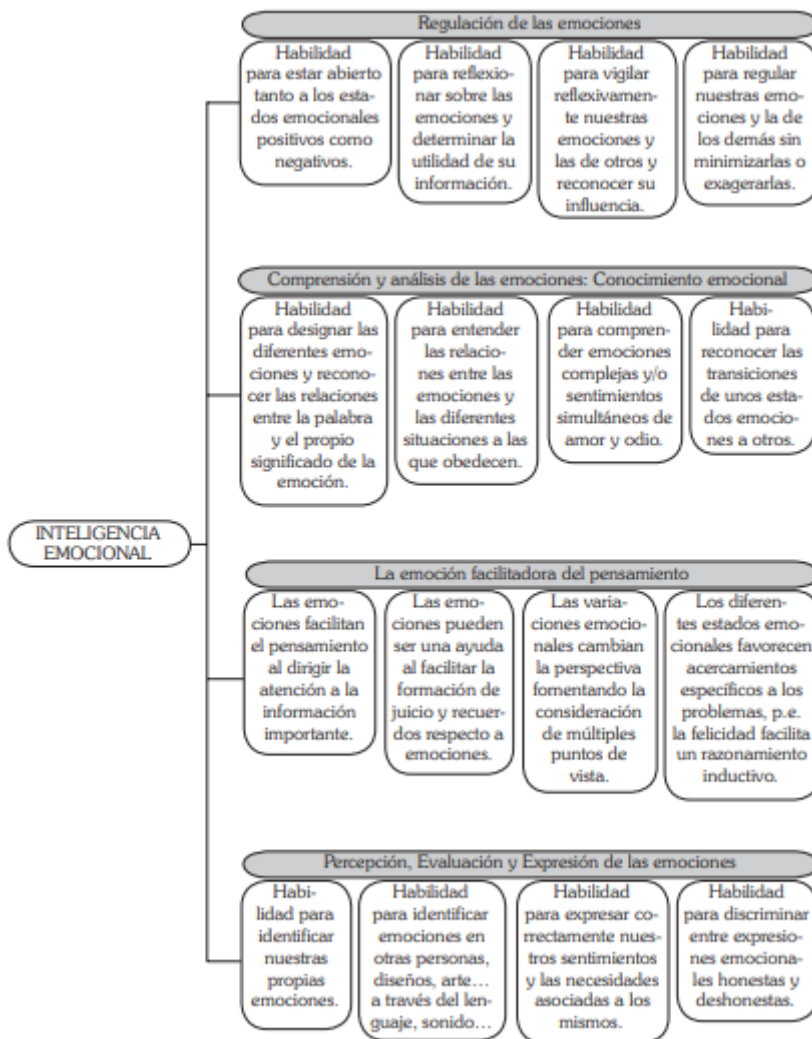 Regulación de las emociones
Habilidad
para estar abierto
tanto a los esta-
dos emocionales
positivos como
negativos.
Habilidad
para reflexio-
nar sobre las
emociones y
determinar la
utilidad de su
información.
Habilidad
para vigilar
reflexivamen-
te nuestras
emociones y
las de otros y
reconocer su
influencia.
Habilidad
para regular
nuestras emo-
ciones y la de
los demás sin
minimizarlas o
exagerarlas.
Comprensión y análisis de las emociones: Conocimiento emocional
Habilidad
para designar las
diferentes emo-
ciones y recono-
cer las relaciones
entre la palabra
y el propio
significado de la
emoción.
Habilidad
para entender
las relacio-
nes entre las
emociones y
las diferentes
situaciones a las
que obedecen.
Habilidad
para compren-
der emociones
complejas y/o
sentimientos
simultáneos de
amor y odio.
Habi-
lidad para
reconocer las
transiciones
de unos esta-
dos emocio-
nes a otros.
INTELIGENCIA
EMOCIONAL
La emoción facilitadora del pensamiento
Las emo-
ciones facilitan
el pensamiento
al dirigir la
atención a la
información
importante.
Las emo-
ciones pueden
ser una ayuda
al facilitar la
formación de
juicio y recuer-
dos respecto a
emociones.
Las varia-
ciones emocio-
nales cambian
la perspectiva
fomentando la
consideración
de múltiples
puntos de
vista.
Los diferen-
tes estados emo-
cionales favorecen
acercamientos
específicos a los
problemas, p.e.
la felicidad facilita
un razonamiento
inductivo.
Percepción, Evaluación y Expresión de las emociones
Habi-
lidad para
identificar
nuestras
propias
emociones.
Habilidad
para identificar
emociones en
otras personas,
diseños, arte…
a través del len-
guaje, sonido…
Habilidad
para expresar co-
rrectamente nues-
tros sentimientos
y las necesidades
asociadas a los
mismos.
Habilidad
para discriminar
entre expresiones
emociona-
les honestas y
deshonestas.